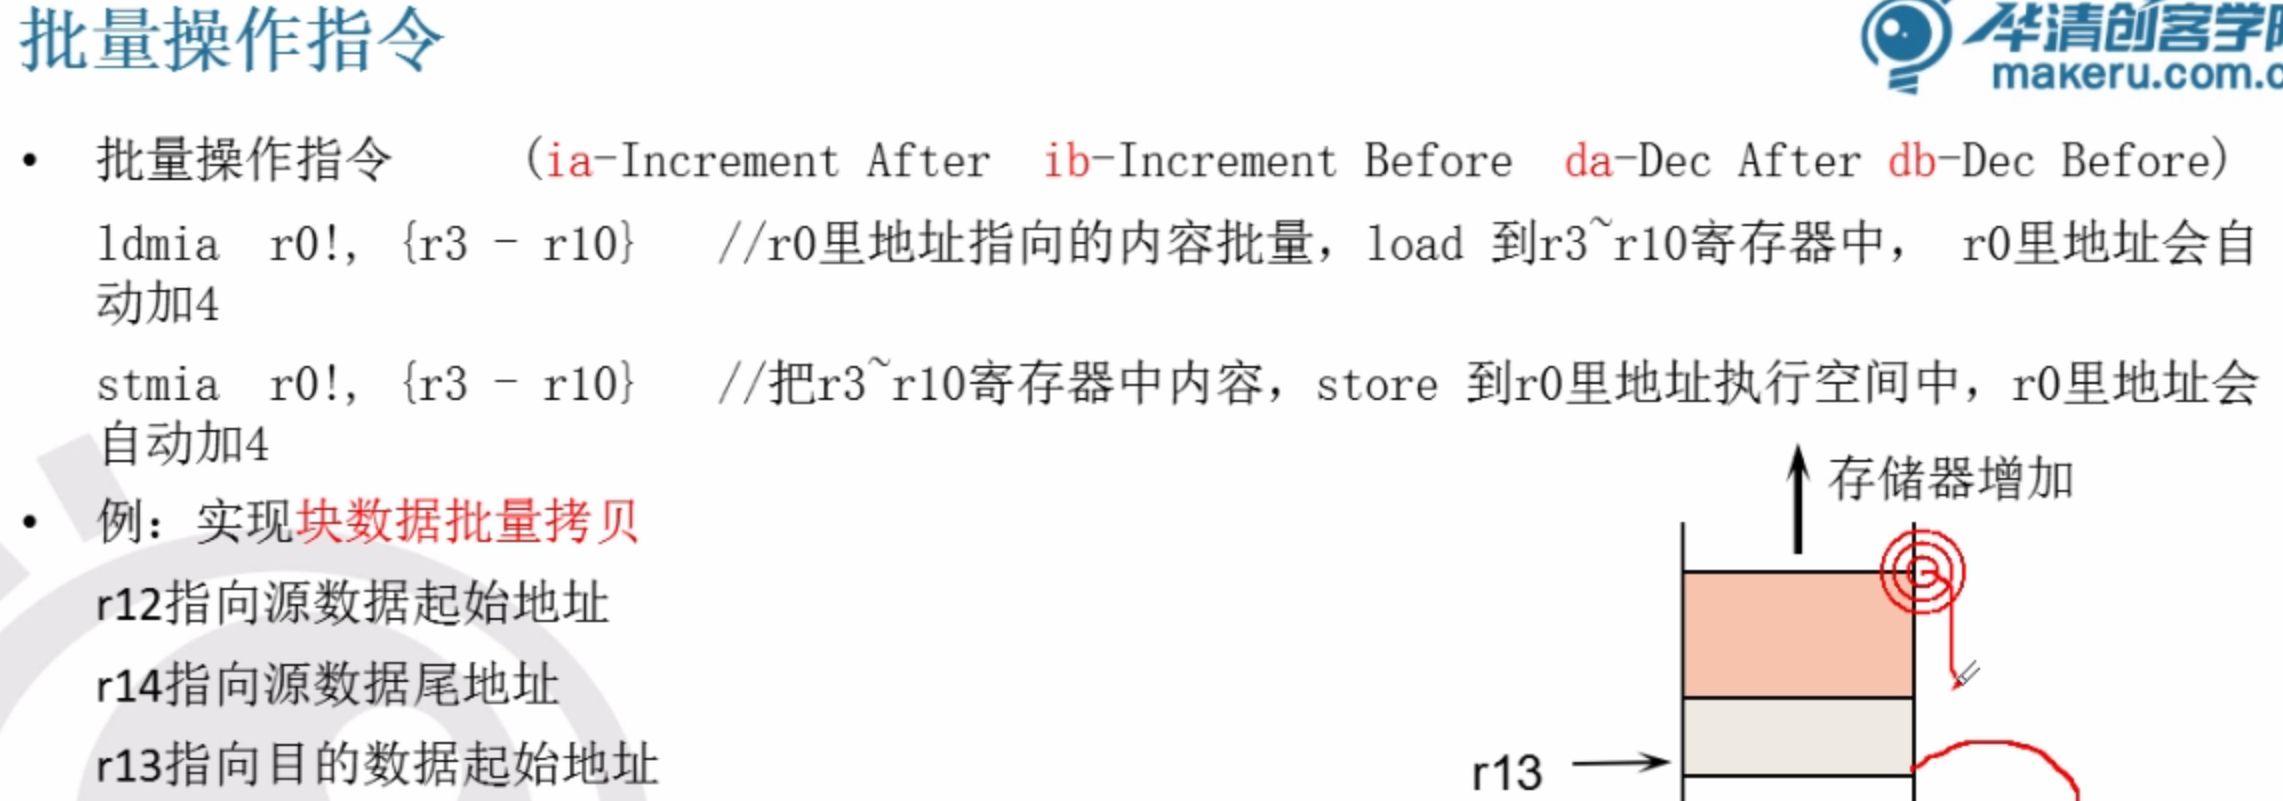 批量操作指令
华清创客学
makeru.com.c
• 批量操作指令 (ia-Increment After ib-Increment Before da-Dec After db-Dec Before)
ldmia r0!, {r3 - r10} //r0里地址指向的内容批量，load 到r3~r10寄存器中， r0里地址会自
动加4
stmia r0!, {r3 - r10} //把r3~r10寄存器中内容，store 到r0里地址执行空间中，r0里地址会
自动加4
存储器增加
• 例：实现块数据批量拷贝
r12指向源数据起始地址
r14指向源数据尾地址
r13指向目的数据起始地址
r13